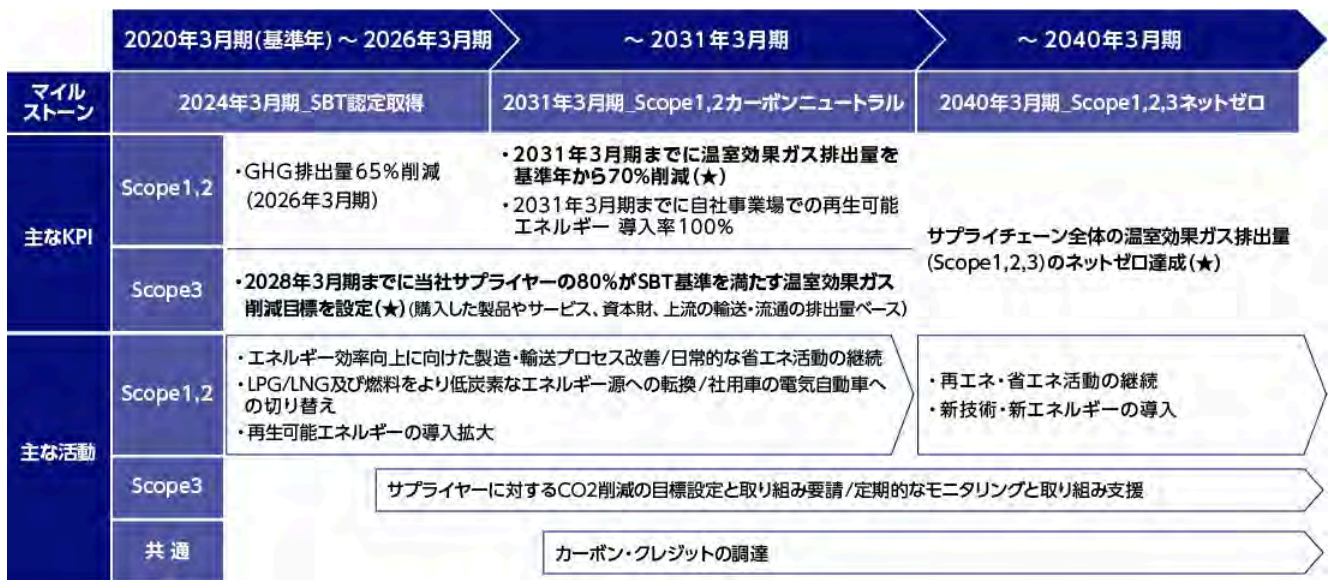 2020年3月期(基準年) ～ 2026年3月期
～ 2031年3月期
～ 2040年3月期
マイル
ストーン
2024年3月期_SBT認定取得
2031年3月期_Scope1,2カーボンニュートラル
2040年3月期_Scope1,2,3ネットゼロ
主なKPI
Scope1,2
・GHG排出量65%削減
(2026年3月期)
・2031年3月期までに温室効果ガス排出量を
基準年から70%削減(★)
・2031年3月期までに自社事業場での再生可能
エネルギー 導入率100%
サプライチェーン全体の温室効果ガス排出量
(Scope1,2,3)のネットゼロ達成(★)
Scope3
・2028年3月期までに当社サプライヤーの80%がSBT基準を満たす温室効果ガス
削減目標を設定(★)(購入した製品やサービス、資本財、上流の輸送・流通の排出量ベース)
主な活動
Scope1,2
・エネルギー効率向上に向けた製造・輸送プロセス改善/日常的な省エネ活動の継続
・LPG/LNG及び燃料をより低炭素なエネルギー源への転換/社用車の電気自動車へ
の切り替え
・再生可能エネルギーの導入拡大
・再エネ・省エネ活動の継続
・新技術・新エネルギーの導入
Scope3
サプライヤーに対するCO2削減の目標設定と取り組み要請/定期的なモニタリングと取り組み支援
共通
カーボン・クレジットの調達